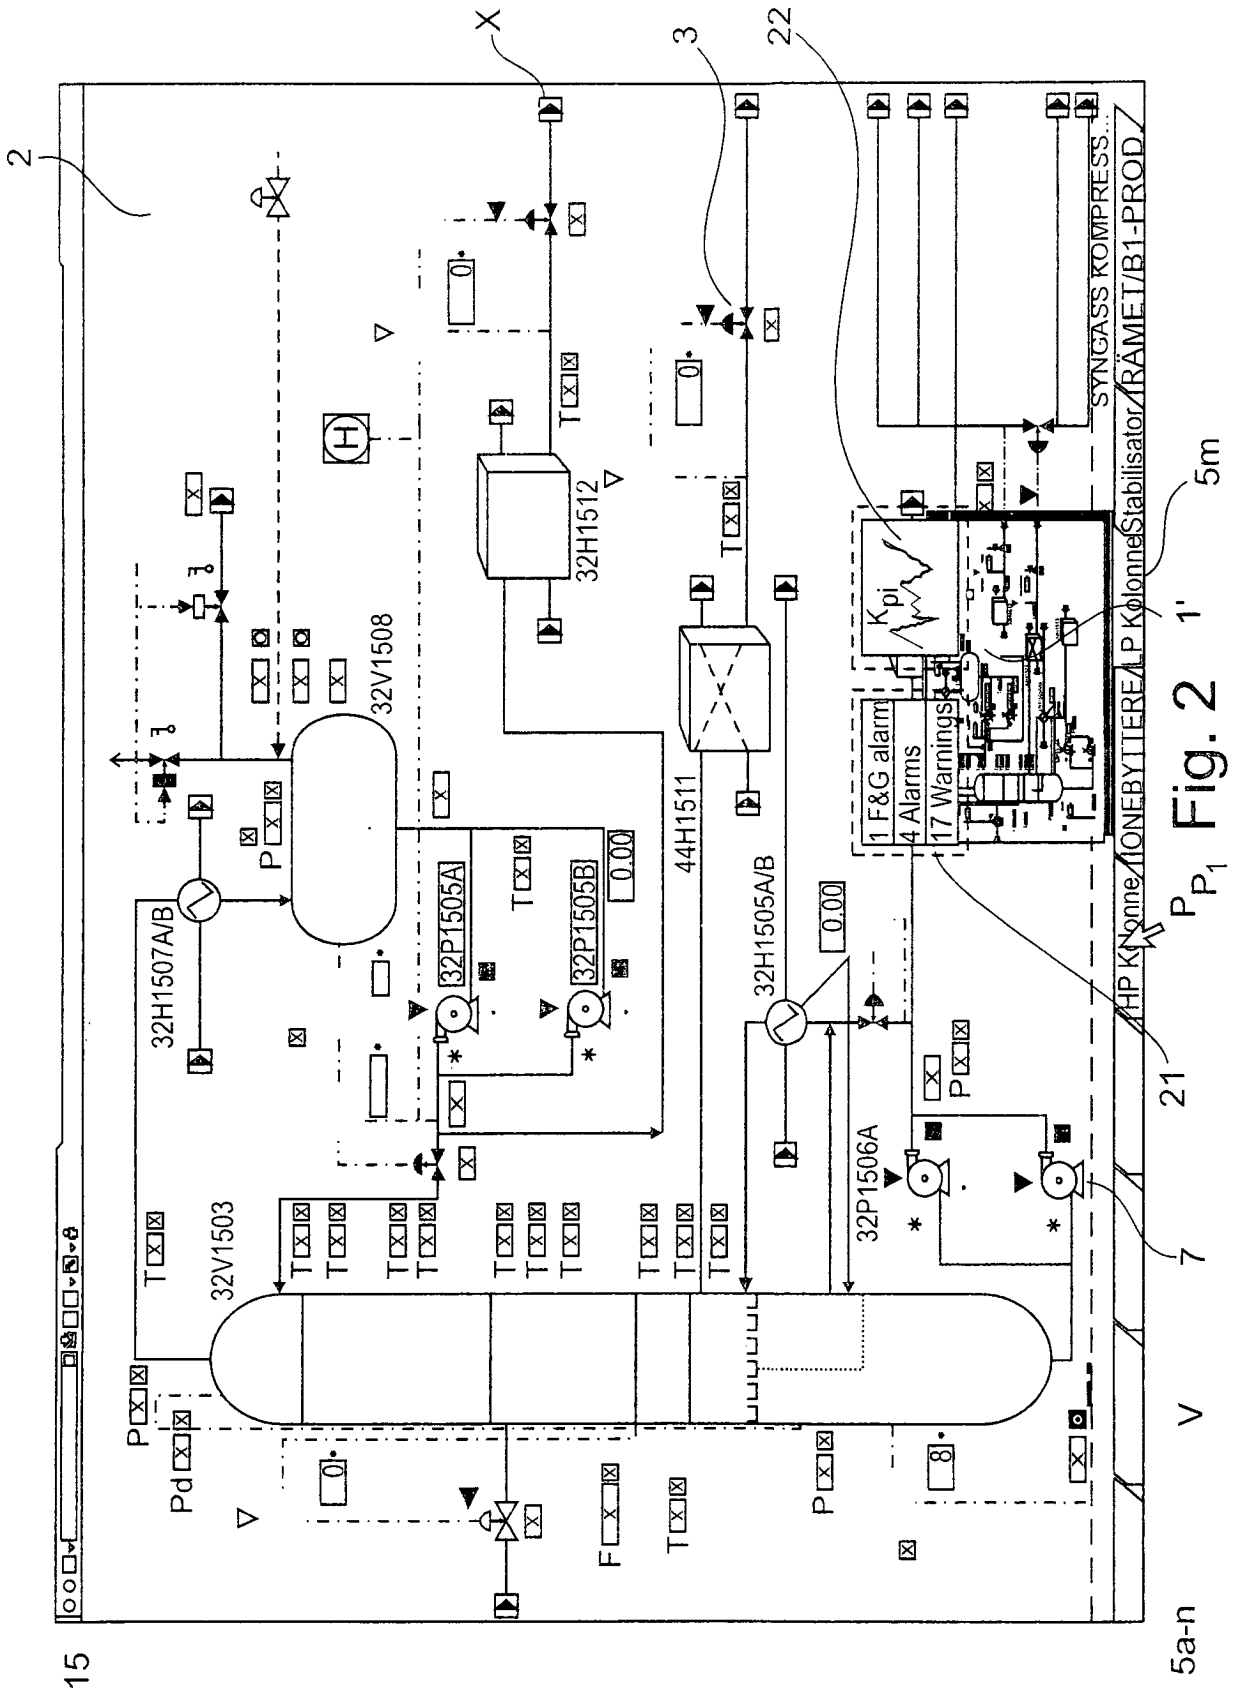 15
2
X
3
22
32H1507A/B
32V1503
32V1508
H
T X X
P X X
Pd X X
P X X
32P1505A
32P1505B
0.00
T X X
32H1512
T X X
0*
0*
0*
44H1511
T X X
32H1505A/B
0.00
T X X
T X X
T X X
T X X
T X X
T X X
T X X
T X X
T X X
T X X
F X X
T X X
P X X
8*
32P1506A
P X X
1 F&G alarm
4 Alarms
17 Warnings
Kpi
SYNGASS KOMPRESS...
HP Kolonne
IONEBYTTERE
LP Kolonne
Stabilisator
IRÄMET/B1-PROD.
5a-n
V
7
21
P
P1
1'
5m
Fig. 2